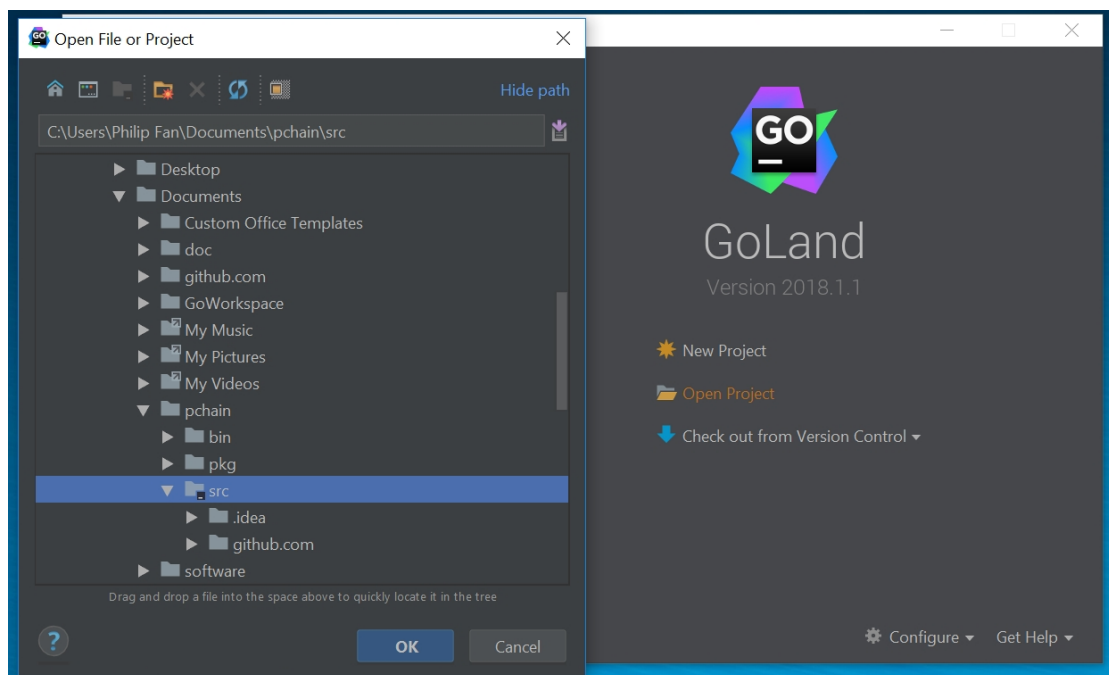 Open File or Project
Hide path
C:\Users\Philip Fan\Documents\pchain\src
Desktop
Documents
Custom Office Templates
doc
github.com
GoWorkspace
My Music
My Pictures
My Videos
pchain
bin
pkg
src
.idea
github.com
software
Drag and drop a file into the space above to quickly locate it in the tree
?
OK
Cancel
GO
GoLand
Version 2018.1.1
New Project
Open Project
Check out from Version Control
Configure
Get Help